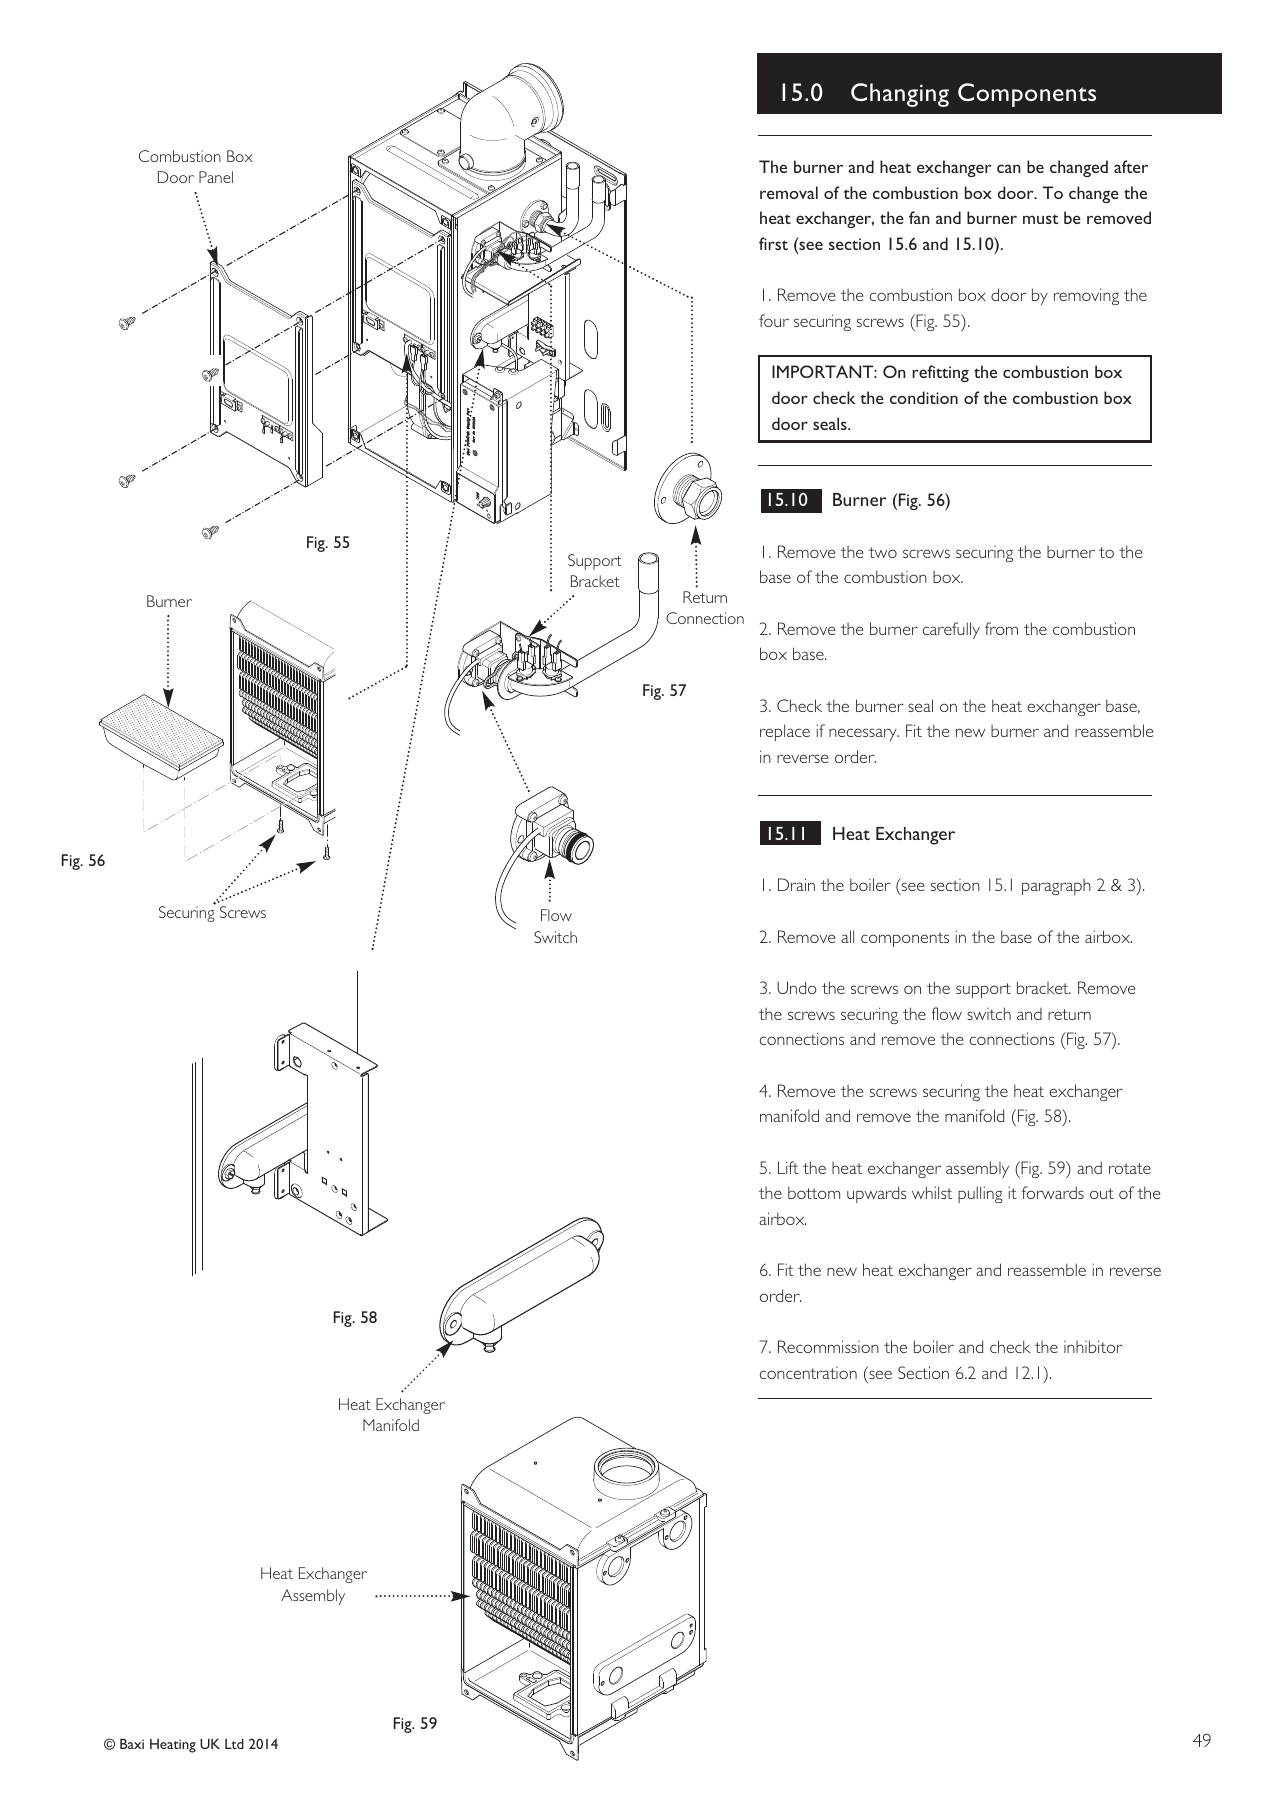 15.0 Changing Components
The burner and heat exchanger can be changed after
removal of the combustion box door. To change the
heat exchanger, the fan and burner must be removed
first (see section 15.6 and 15.10).
1. Remove the combustion box door by removing the
four securing screws (Fig. 55).
IMPORTANT: On refitting the combustion box
door check the condition of the combustion box
door seals.
15.10 Burner (Fig. 56)
1. Remove the two screws securing the burner to the
base of the combustion box.
2. Remove the burner carefully from the combustion
box base.
3. Check the burner seal on the heat exchanger base,
replace if necessary. Fit the new burner and reassemble
in reverse order.
15.11 Heat Exchanger
1. Drain the boiler (see section 15.1 paragraph 2 & 3).
2. Remove all components in the base of the airbox.
3. Undo the screws on the support bracket. Remove
the screws securing the flow switch and return
connections and remove the connections (Fig. 57).
4. Remove the screws securing the heat exchanger
manifold and remove the manifold (Fig. 58).
5. Lift the heat exchanger assembly (Fig. 59) and rotate
the bottom upwards whilst pulling it forwards out of the
airbox.
6. Fit the new heat exchanger and reassemble in reverse
order.
7. Recommission the boiler and check the inhibitor
concentration (see Section 6.2 and 12.1).
Combustion Box
Door Panel
Fig. 55
Support
Bracket
Return
Connection
Burner
Fig. 57
Fig. 56
Securing Screws
Flow
Switch
Fig. 58
Heat Exchanger
Manifold
Heat Exchanger
Assembly
Fig. 59
© Baxi Heating UK Ltd 2014
49